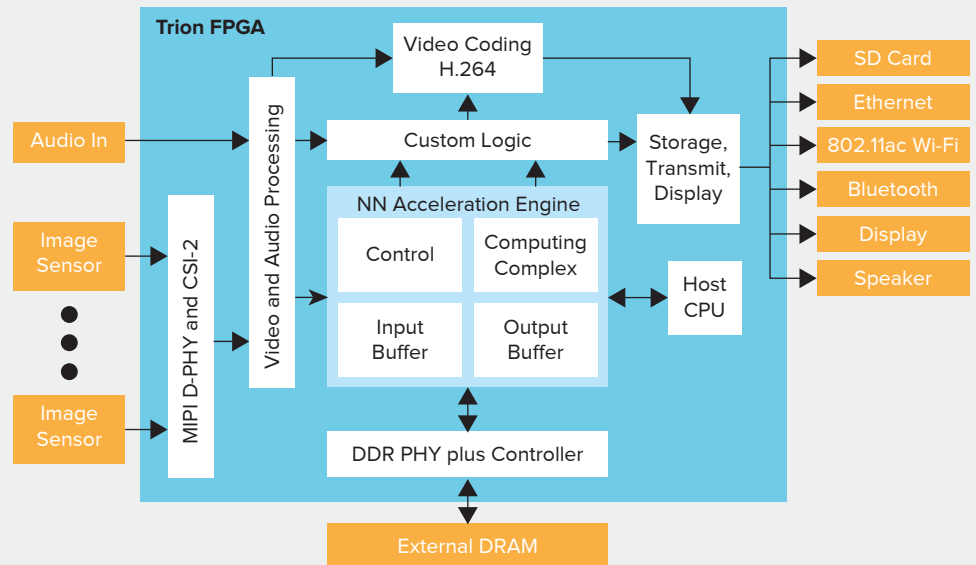 Trion FPGA
Video Coding
H.264
SD Card
Ethernet
802.11ac Wi-Fi
Bluetooth
Display
Speaker
Audio In
Video and Audio Processing
Custom Logic
Storage,
Transmit,
Display
NN Acceleration Engine
Control
Computing
Complex
Input
Buffer
Output
Buffer
Host
CPU
Image
Sensor
MIPI D-PHY and CSI-2
Image
Sensor
DDR PHY plus Controller
External DRAM